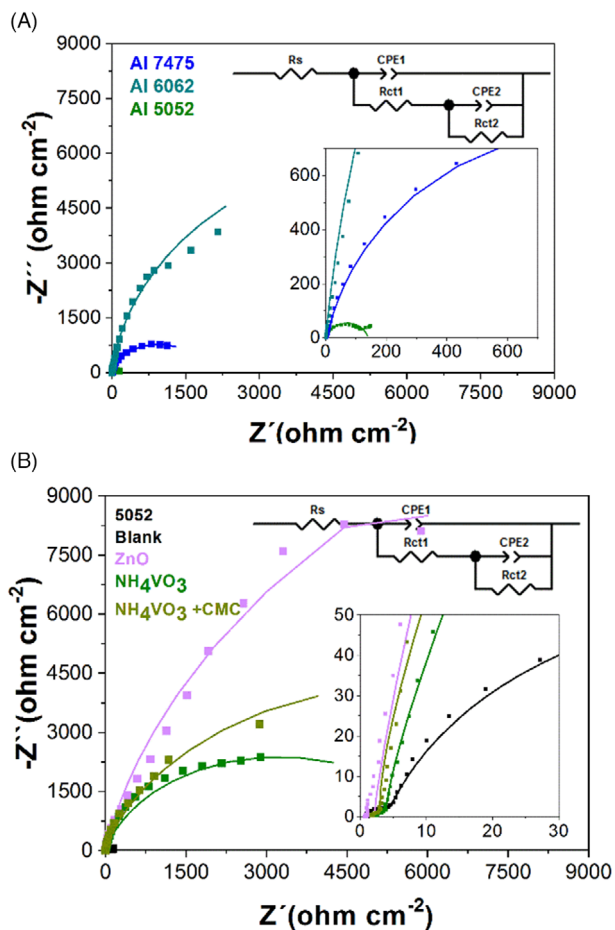 (A)
9000
7500
6000
4500
3000
1500
0
-Z´´ (ohm cm-2)
Al 7475
Al 6062
Al 5052
Rs
CPE1
Rct1
CPE2
Rct2
600
400
200
0
0 200 400 600
0 1500 3000 4500 6000 7500 9000
Z´(ohm cm-2)
(B)
9000
7500
6000
4500
3000
1500
0
-Z`` (ohm cm-2)
5052
Blank
ZnO
NH4VO3
NH4VO3 +CMC
Rs
CPE1
Rct1
CPE2
Rct2
50
40
30
20
10
0
0 10 20 30
0 1500 3000 4500 6000 7500 9000
Z´(ohm cm-2)